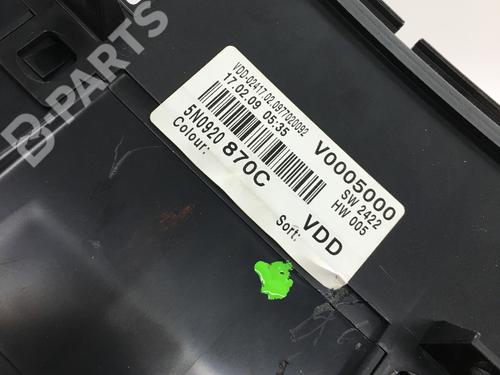 B-PARTS
VDD-02417.02.0977020092
17.02.09 05:35
V0005000
SW 2422
HW 005
5N0920 870C
Colour:
Sort: VDD